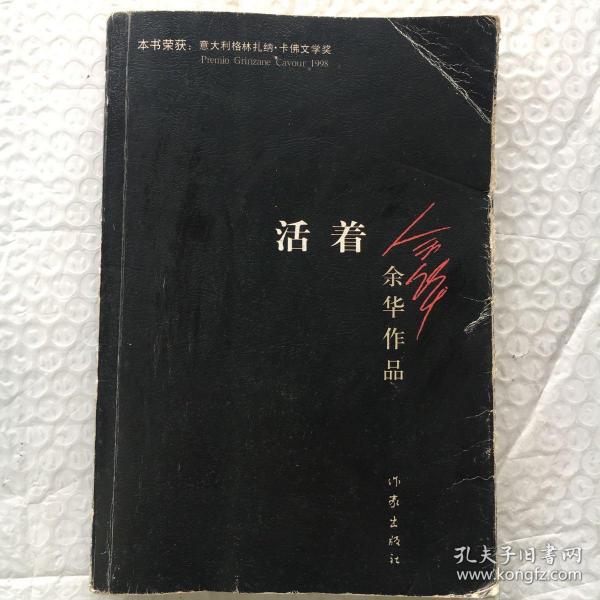 本书荣获：意大利格林扎纳·卡佛文学奖
Premio Grinzane Cavour 1998
活着
余华
余华作品
作家出版社
孔夫子旧书网
www.kongfz.com